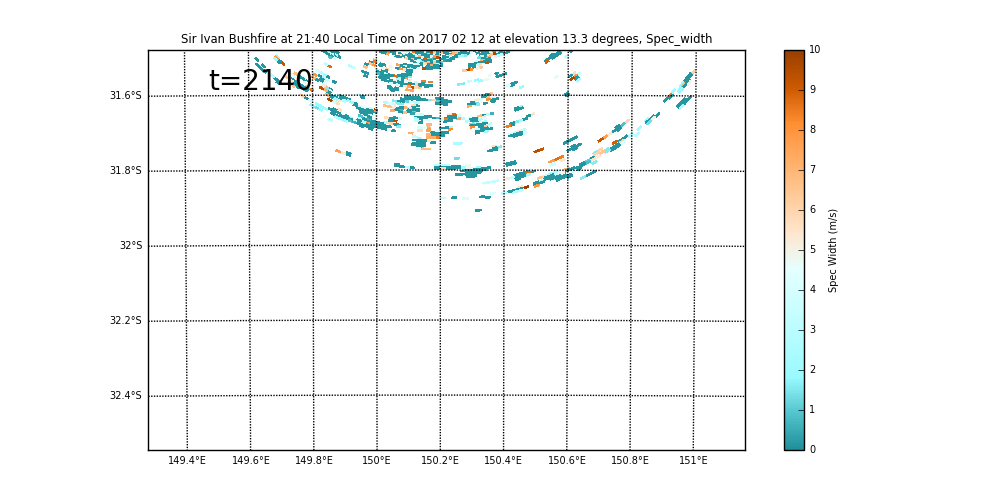 Sir Ivan Bushfire at 21:40 Local Time on 2017 02 12 at elevation 13.3 degrees, Spec_width
t=2140
31.6°S
31.8°S
32°S
32.2°S
32.4°S
149.4°E 149.6°E 149.8°E 150°E 150.2°E 150.4°E 150.6°E 150.8°E 151°E
10
9
8
7
6
5
4
3
2
1
0
Spec Width (m/s)